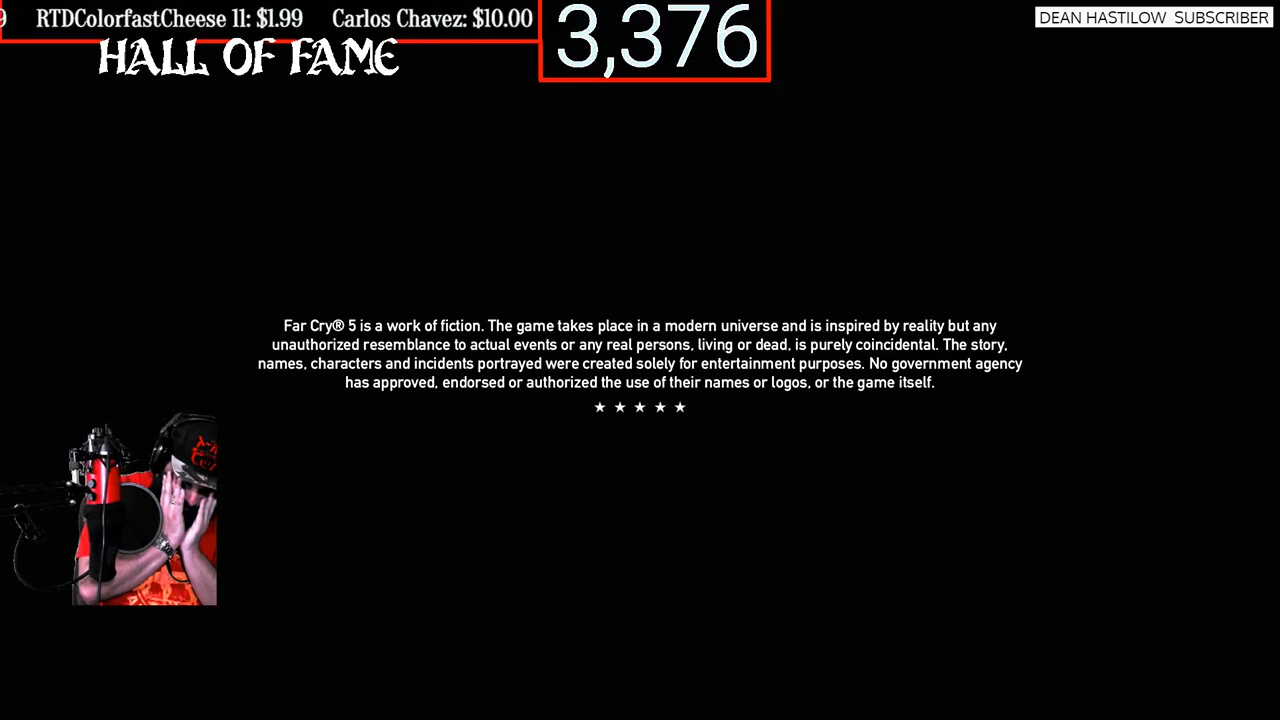 9 RTDColorfastCheese 11: $1.99 Carlos Chavez: $10.00
HALL OF FAME
3,376
DEAN HASTILOW SUBSCRIBER
Far Cry® 5 is a work of fiction. The game takes place in a modern universe and is inspired by reality but any
unauthorized resemblance to actual events or any real persons, living or dead, is purely coincidental. The story,
names, characters and incidents portrayed were created solely for entertainment purposes. No government agency
has approved, endorsed or authorized the use of their names or logos, or the game itself.